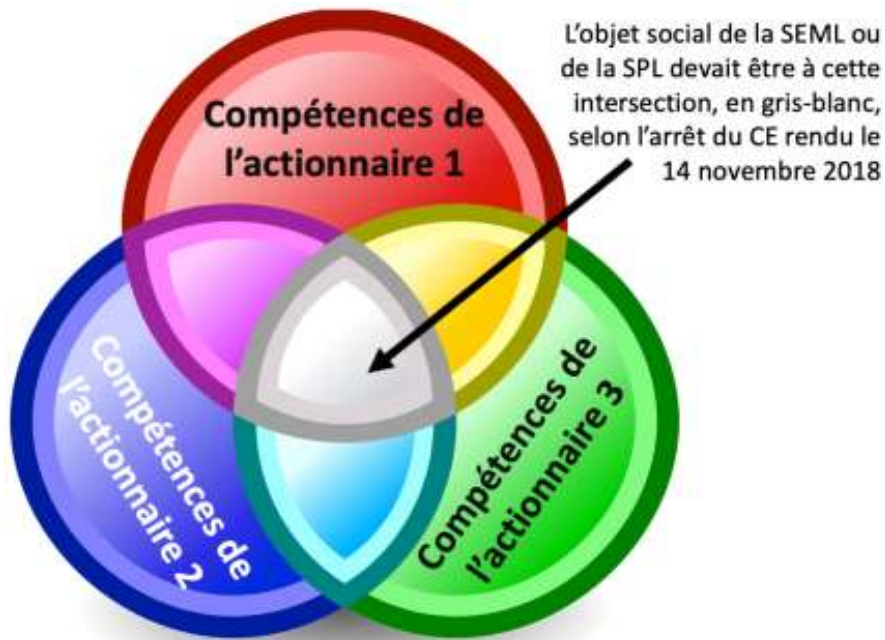 L'objet social de la SEML ou
de la SPL devait être à cette
intersection, en gris-blanc,
selon l'arrêt du CE rendu le
14 novembre 2018
Compétences de
l'actionnaire 1
Compétences de
l'actionnaire 2
Compétences de
l'actionnaire 3